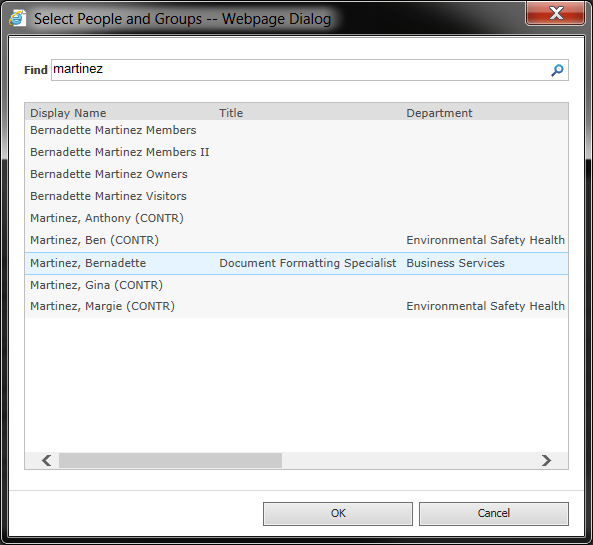 Select People and Groups -- Webpage Dialog
Find martinez
Display Name Title Department
Bernadette Martinez Members
Bernadette Martinez Members II
Bernadette Martinez Owners
Bernadette Martinez Visitors
Martinez, Anthony (CONTR)
Martinez, Ben (CONTR) Environmental Safety Health
Martinez, Bernadette Document Formatting Specialist Business Services
Martinez, Gina (CONTR)
Martinez, Margie (CONTR) Environmental Safety Health
OK Cancel